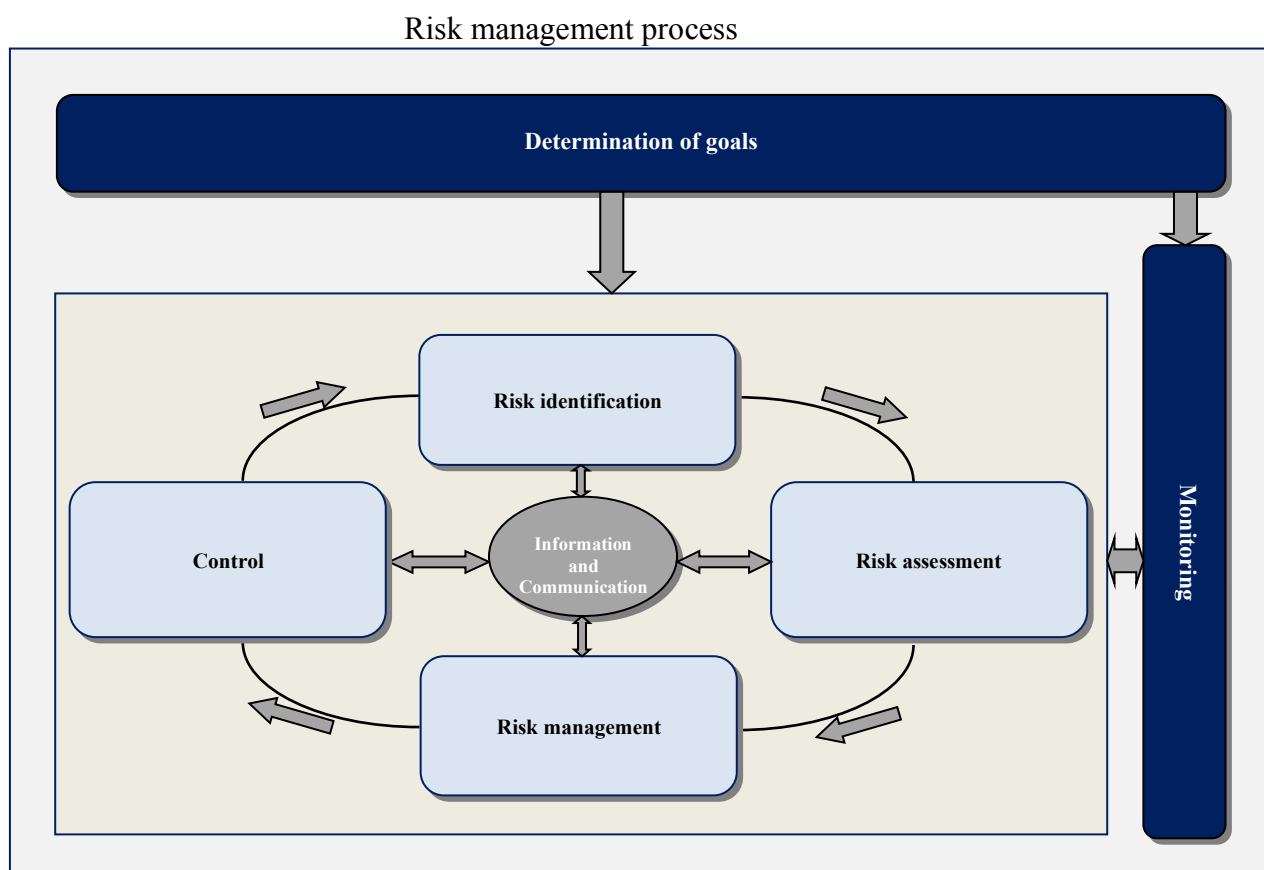 Risk management process
Determination of goals
Risk identification
Control
Information
and
Communication
Risk assessment
Monitoring
Risk management